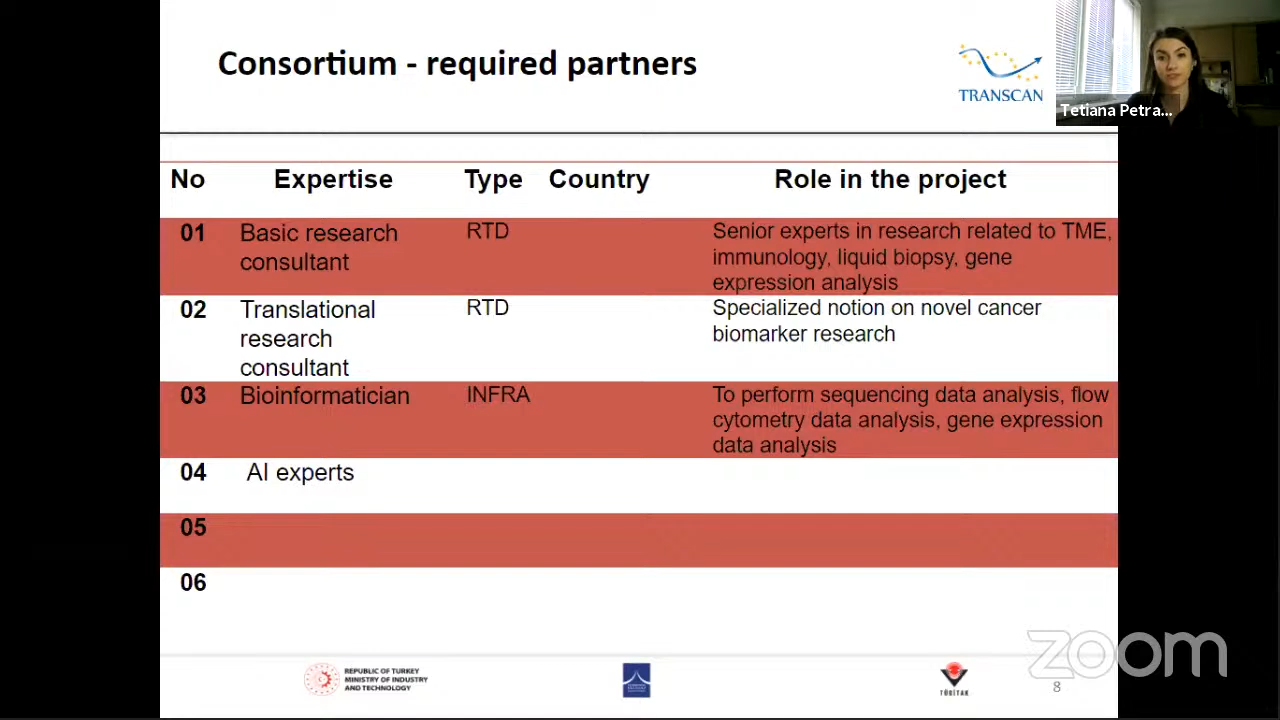 Consortium - required partners
TRANSCAN
Tetiana Petra...
No Expertise Type Country Role in the project
01 Basic research consultant RTD Senior experts in research related to TME,
immunology, liquid biopsy, gene
expression analysis
02 Translational research consultant RTD Specialized notion on novel cancer
biomarker research
03 Bioinformatician INFRA To perform sequencing data analysis, flow
cytometry data analysis, gene expression
data analysis
04 AI experts
05
06
REPUBLIC OF TURKEY
MINISTRY OF INDUSTRY
AND TECHNOLOGY
TÜBİTAK
8
zoom